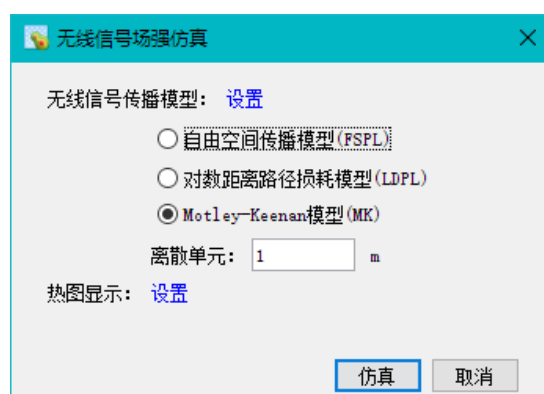 无线信号场强仿真
无线信号传播模型： 设置
自由空间传播模型(FSPL)
对数距离路径损耗模型(LDPL)
Motley-Keenan模型(MK)
离散单元： 1 m
热图显示： 设置
仿真 取消